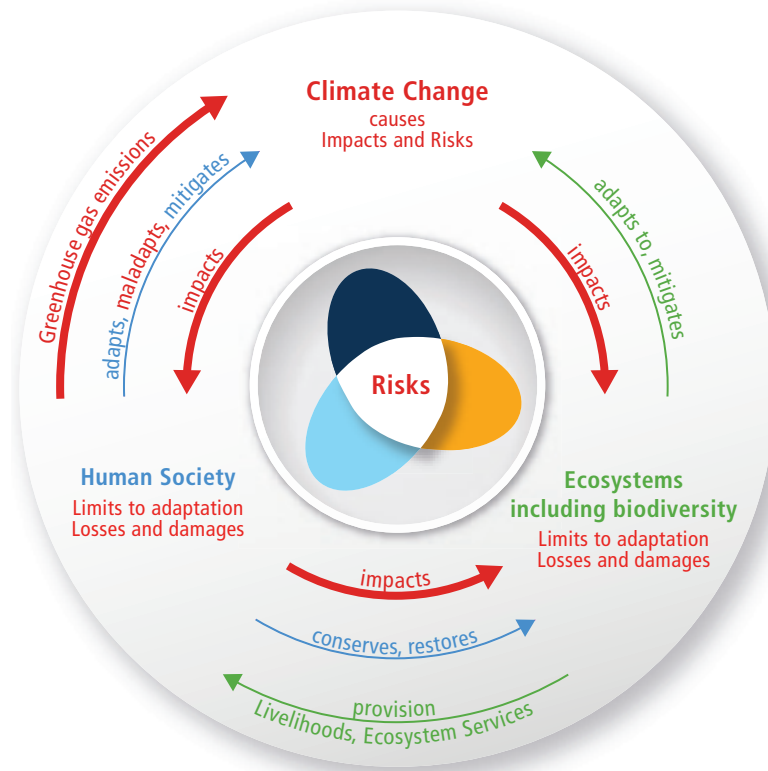 Climate Change
causes
Impacts and Risks
Greenhouse gas emissions
adapts, maladapts, mitigates
impacts
impacts
adapts to, mitigates
Risks
Human Society
Limits to adaptation
Losses and damages
Ecosystems
including biodiversity
Limits to adaptation
Losses and damages
impacts
conserves, restores
provision
Livelihoods, Ecosystem Services